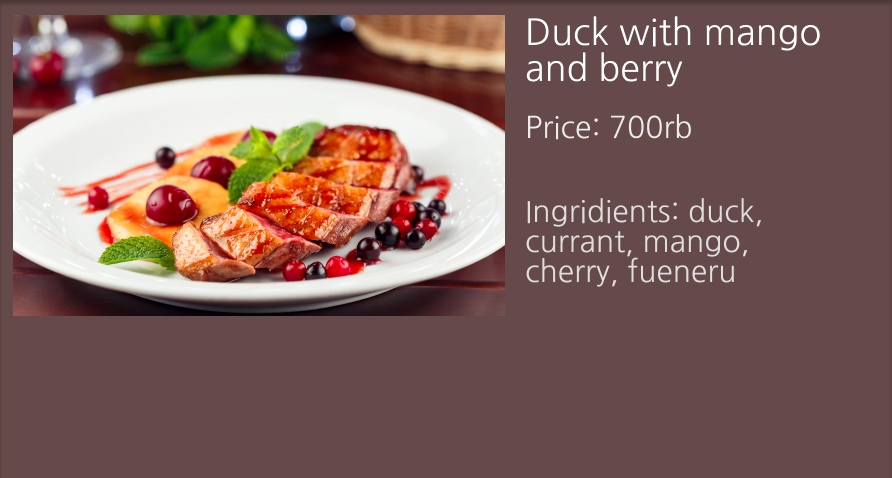 Duck with mango
and berry
Price: 700rb
Ingridients: duck,
currant, mango,
cherry, fueneru